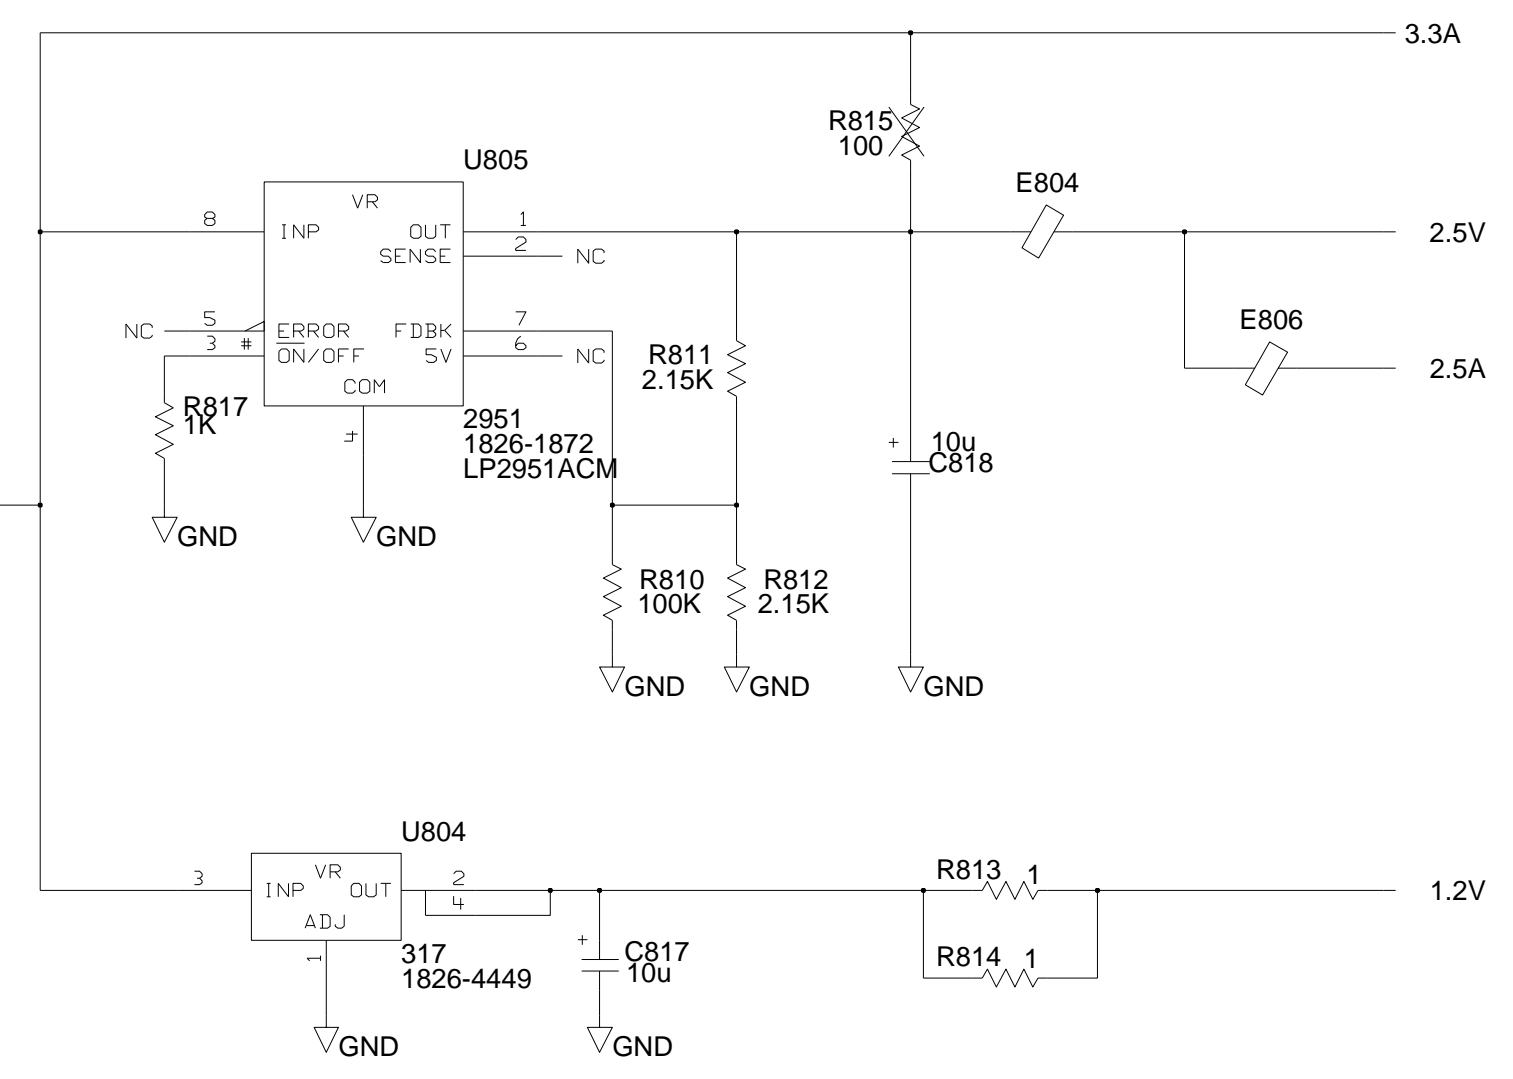 3.3A
R815
100
U805
E804
VR
8
INP
OUT
1
2.5V
SENSE
2
NC
E806
NC
5
ERROR
FDBK
7
3
#
ON/OFF
5V
6
NC
R811
2.15K
2.5A
COM
R817
1K
4
2951
1826-1872
LP2951ACM
+
10u
C818
GND
GND
R810
100K
R812
2.15K
GND
GND
GND
U804
VR
3
INP
OUT
2
4
ADJ
R813
1
1.2V
1
317
1826-4449
+
C817
10u
R814
1
GND
GND